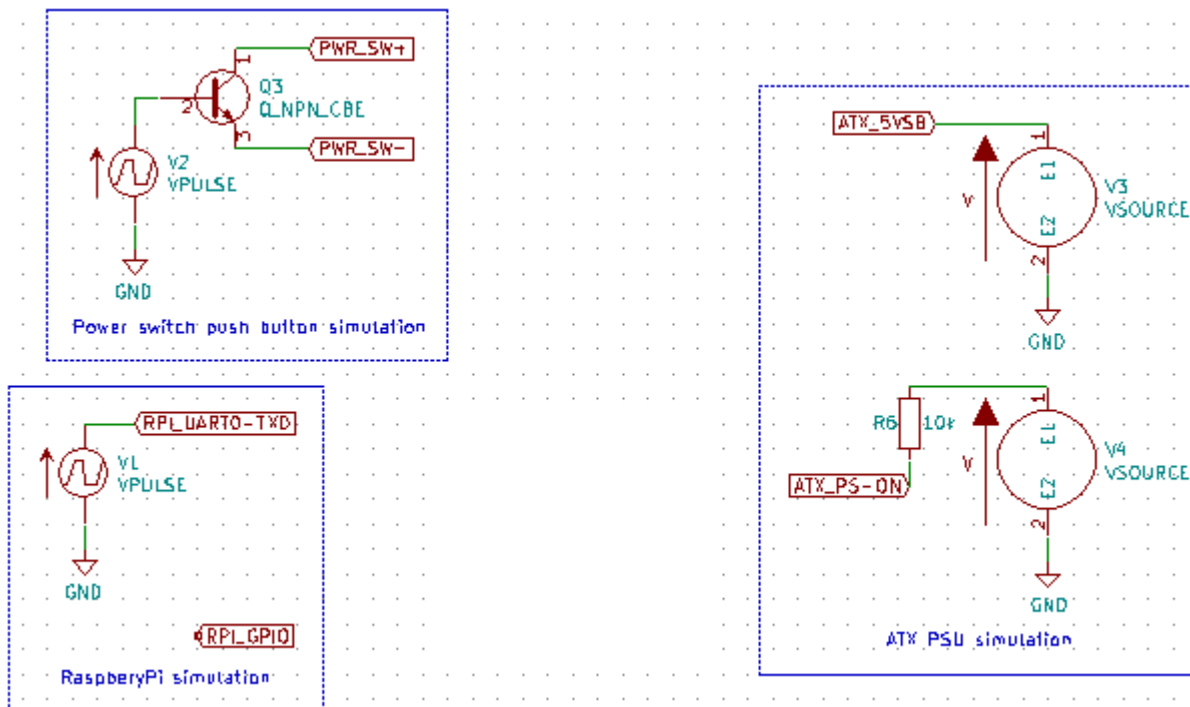 PWR_SW+
1
Q3
Q_NPN_CBE
2
3
PWR_SW-
V2
VPULSE
GND
Power switch push button simulation
RPI_UART0-TXD
V1
VPULSE
GND
RPI_GPIO
RaspberyPi simulation
ATX_5VSB
1
E1
V3
VSOURCE
V
E2
2
GND
1
R6
10k
E1
V4
VSOURCE
V
ATX_PS-ON
E2
2
GND
ATX PSU simulation